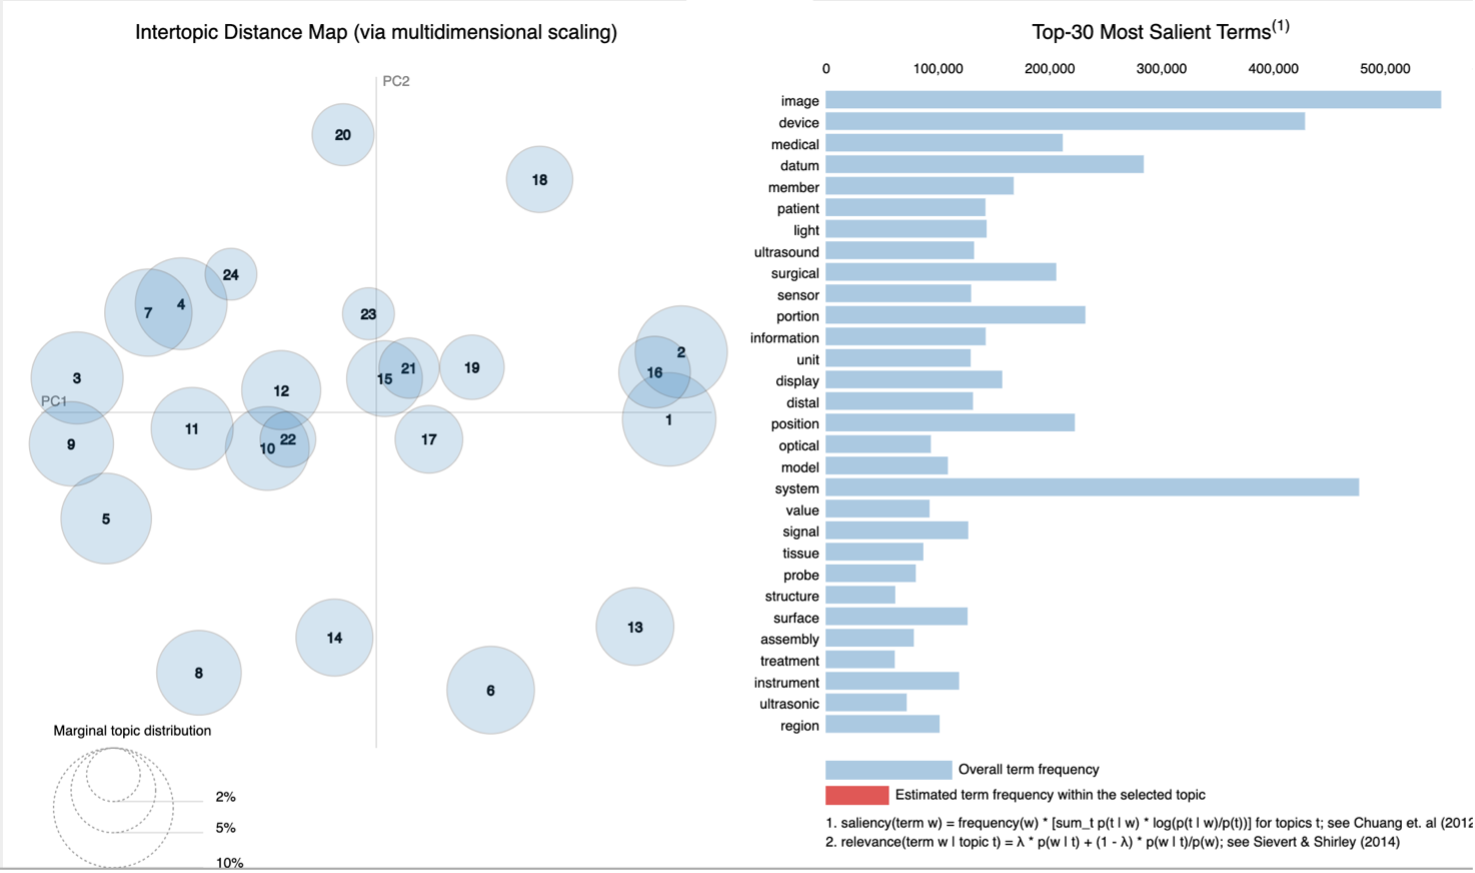 Intertopic Distance Map (via multidimensional scaling)
PC2
20
18
24
7
4
23
2
3
21
19
16
15
12
PC1
1
11
17
9
22
10
5
14
13
8
6
Marginal topic distribution
2%
5%
10%
Top-30 Most Salient Terms(1)
0 100,000 200,000 300,000 400,000 500,000
image
device
medical
datum
member
patient
light
ultrasound
surgical
sensor
portion
information
unit
display
distal
position
optical
model
system
value
signal
tissue
probe
structure
surface
assembly
treatment
instrument
ultrasonic
region
Overall term frequency
Estimated term frequency within the selected topic
1. saliency(term w) = frequency(w) * [sum_t p(t | w) * log(p(t | w)/p(t))] for topics t; see Chuang et. al (2012
2. relevance(term w | topic t) = λ * p(w | t) + (1 - λ) * p(w | t)/p(w); see Sievert & Shirley (2014)